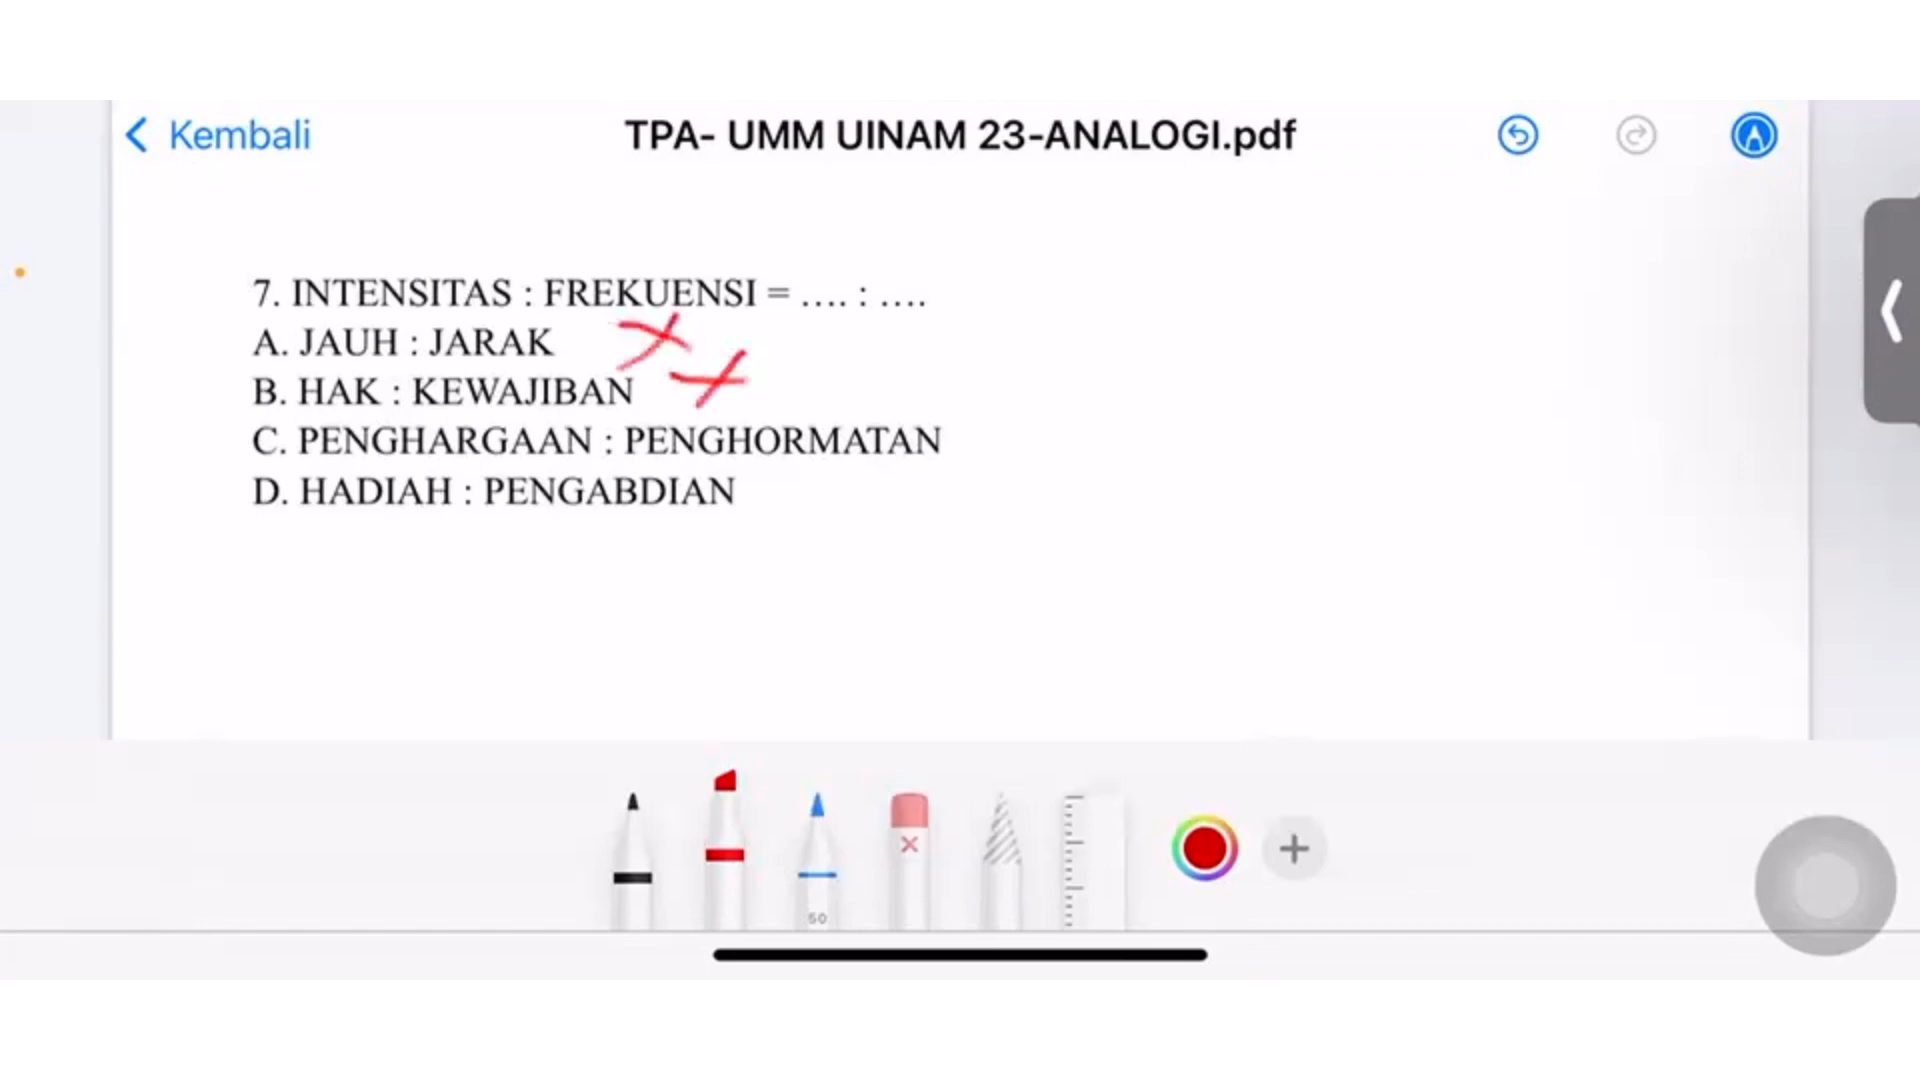 Kembali
TPA- UMM UINAM 23-ANALOGI.pdf
7. INTENSITAS : FREKUENSI = .... : ....
A. JAUH : JARAK
B. HAK : KEWAJIBAN
C. PENGHARGAAN : PENGHORMATAN
D. HADIAH : PENGABDIAN
50